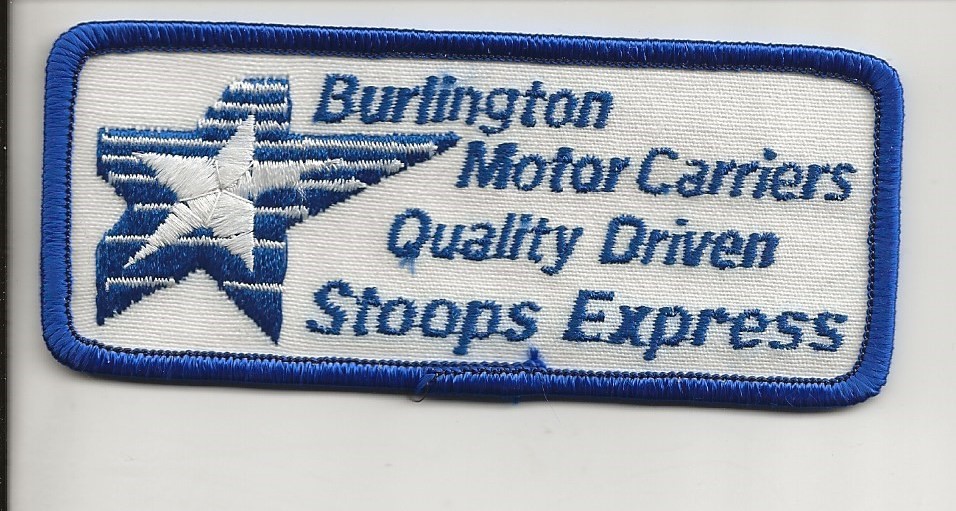 Burlington
Motor Carriers
Quality Driven
Stoops Express